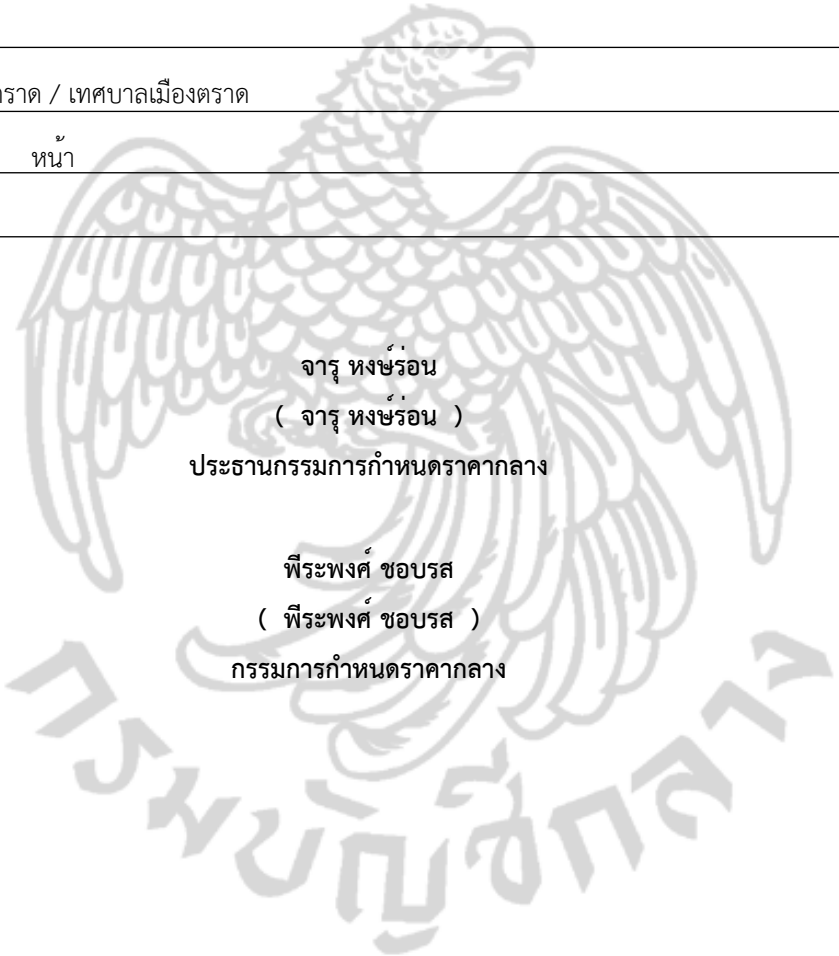 ตราด / เทศบาลเมืองตราด
หน้า
จารุ หงษ์ร่อน
( จารุ หงษ์ร่อน )
ประธานกรรมการกำหนดราคากลาง
พีระพงศ์ ชอบรส
( พีระพงศ์ ชอบรส )
กรรมการกำหนดราคากลาง
กรมบัญชีกลาง